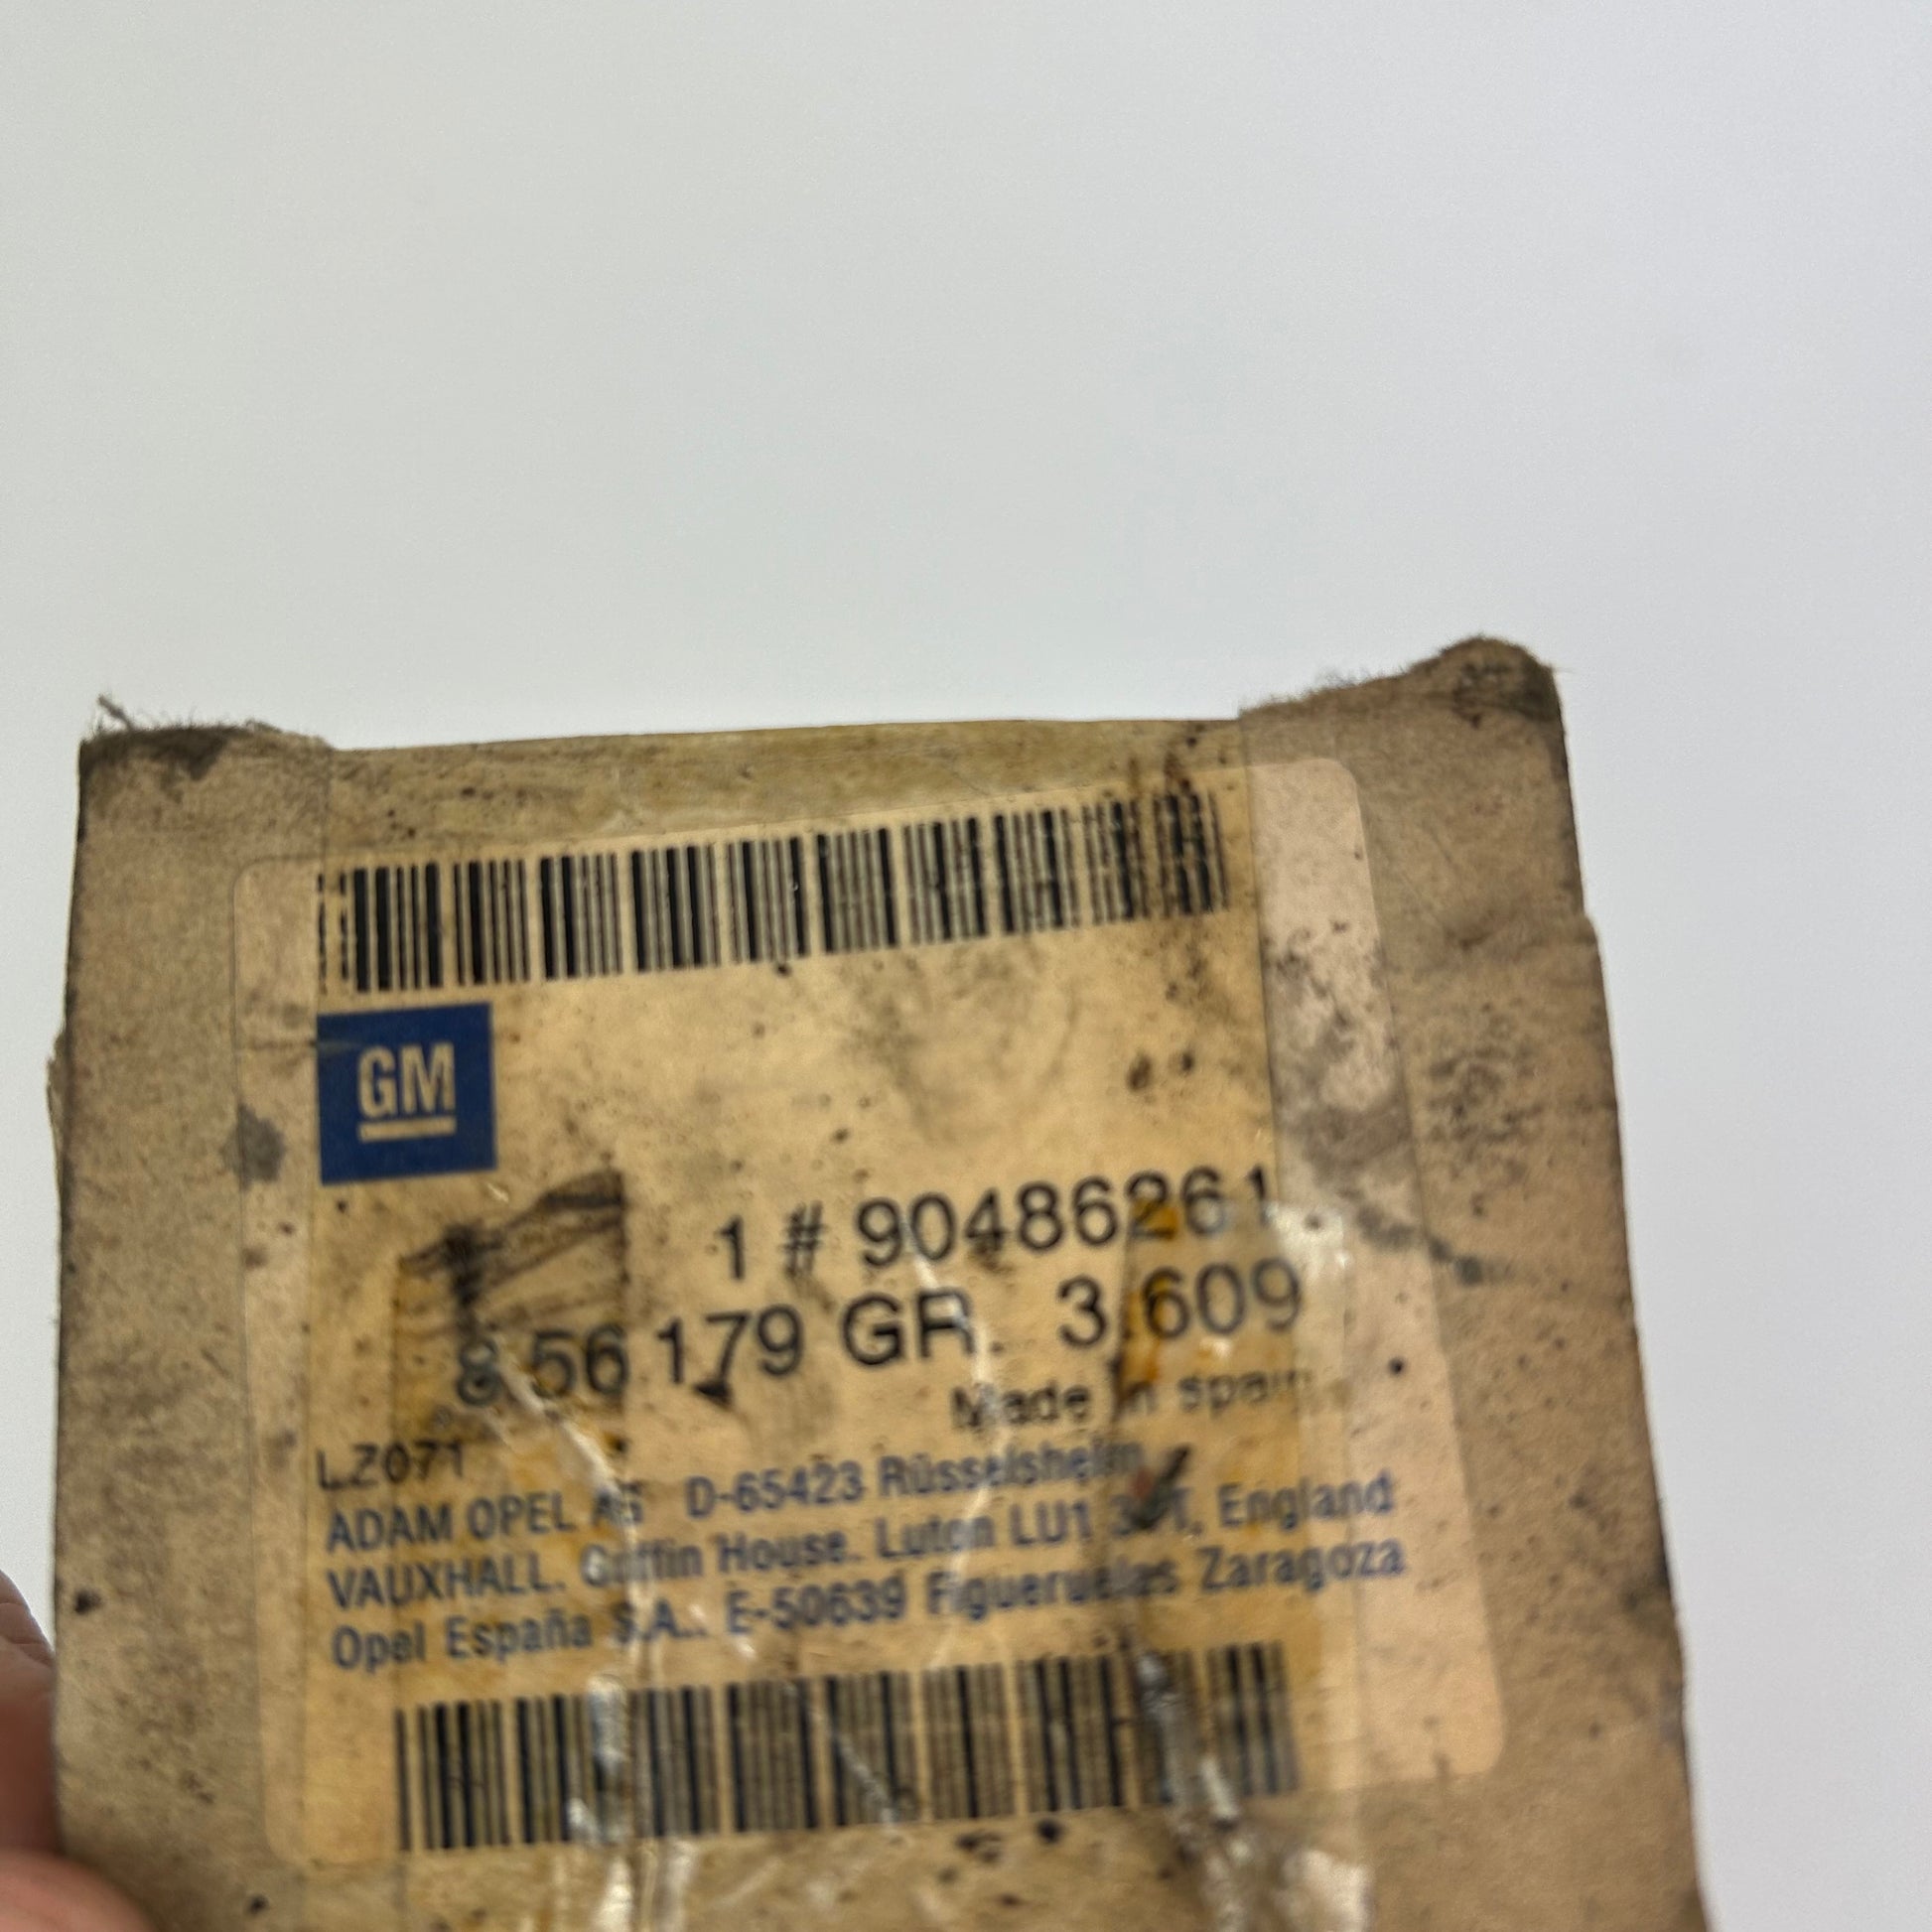 GM
1 # 90486261
8 56 179 GR. 3.609
Made in spain
LZ071
ADAM OPEL AG D-65423 Rüsselsheim
VAUXHALL. Griffin House. Luton LU1 England
Opel España S.A.. E-50639 Figueruelas Zaragoza